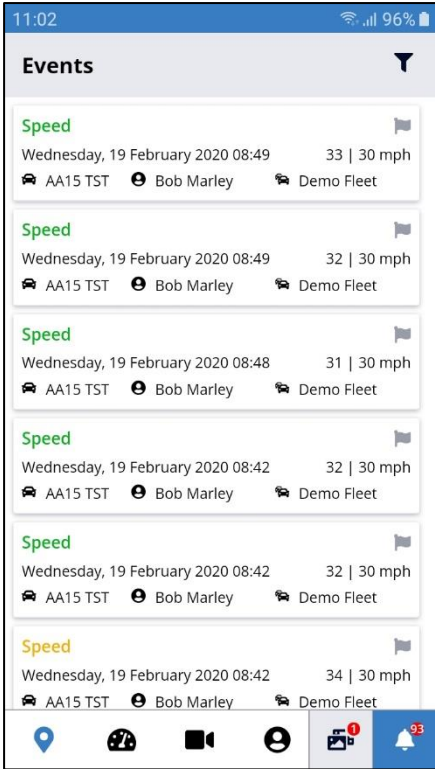 11:02 96%
Events
Speed
Wednesday, 19 February 2020 08:49 33 | 30 mph
AA15 TST Bob Marley Demo Fleet
Speed
Wednesday, 19 February 2020 08:49 32 | 30 mph
AA15 TST Bob Marley Demo Fleet
Speed
Wednesday, 19 February 2020 08:48 31 | 30 mph
AA15 TST Bob Marley Demo Fleet
Speed
Wednesday, 19 February 2020 08:42 32 | 30 mph
AA15 TST Bob Marley Demo Fleet
Speed
Wednesday, 19 February 2020 08:42 32 | 30 mph
AA15 TST Bob Marley Demo Fleet
Speed
Wednesday, 19 February 2020 08:42 34 | 30 mph
AA15 TST Bob Marley Demo Fleet
1 93